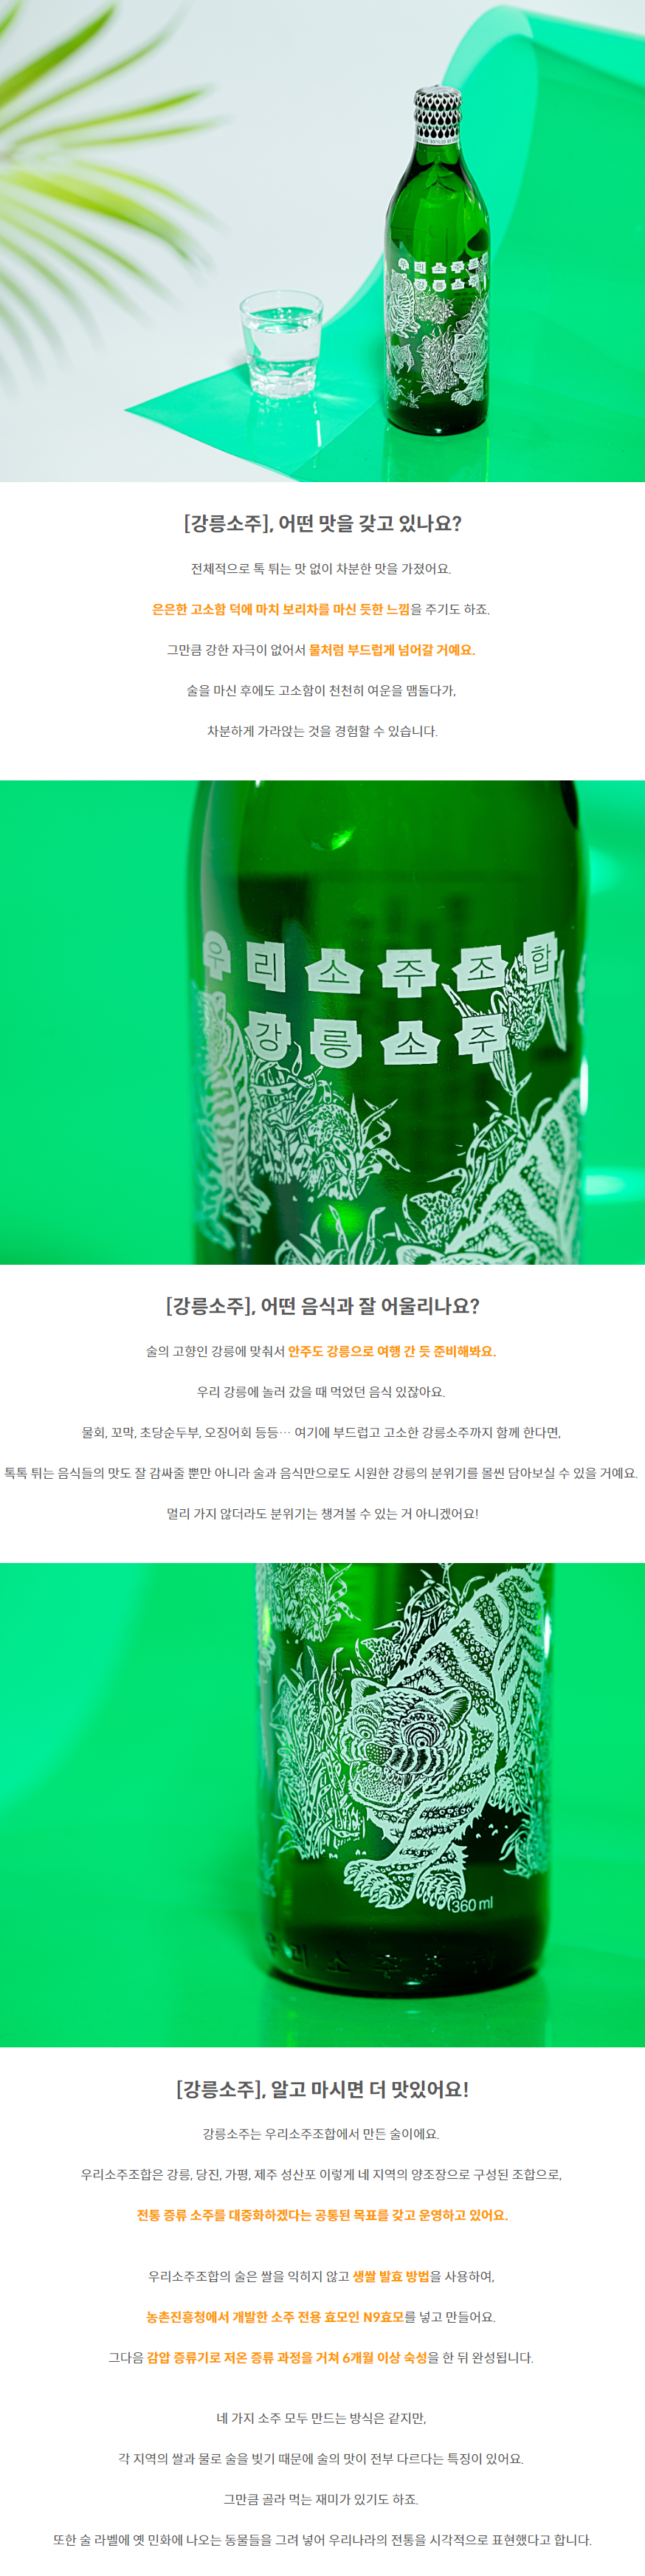 우리소주조
강릉소주
[강릉소주], 어떤 맛을 갖고 있나요?
전체적으로 톡 튀는 맛 없이 차분한 맛을 가졌어요.
은은한 고소함 덕에 마치 보리차를 마신 듯한 느낌을 주기도 하죠.
그만큼 강한 자극이 없어서 물처럼 부드럽게 넘어갈 거예요.
술을 마신 후에도 고소함이 천천히 여운을 맴돌다가,
차분하게 가라앉는 것을 경험할 수 있습니다.
우리소주조합
강릉소주
[강릉소주], 어떤 음식과 잘 어울리나요?
술의 고향인 강릉에 맞춰서 안주도 강릉으로 여행 간 듯 준비해봐요.
우리 강릉에 놀러 갔을 때 먹었던 음식 있잖아요.
물회, 꼬막, 초당순두부, 오징어회 등등… 여기에 부드럽고 고소한 강릉소주까지 함께 한다면,
톡톡 튀는 음식들의 맛도 잘 감싸줄 뿐만 아니라 술과 음식만으로도 시원한 강릉의 분위기를 몰씬 담아보실 수 있을 거예요.
멀리 가지 않더라도 분위기는 챙겨볼 수 있는 거 아니겠어요!
360 ml
우리소주조합
[강릉소주], 알고 마시면 더 맛있어요!
강릉소주는 우리소주조합에서 만든 술이에요.
우리소주조합은 강릉, 당진, 가평, 제주 성산포 이렇게 네 지역의 양조장으로 구성된 조합으로,
전통 증류 소주를 대중화하겠다는 공통된 목표를 갖고 운영하고 있어요.
우리소주조합의 술은 쌀을 익히지 않고 생쌀 발효 방법을 사용하여,
농촌진흥청에서 개발한 소주 전용 효모인 N9효모를 넣고 만들어요.
그다음 감압 증류기로 저온 증류 과정을 거쳐 6개월 이상 숙성을 한 뒤 완성됩니다.
네 가지 소주 모두 만드는 방식은 같지만,
각 지역의 쌀과 물로 술을 빚기 때문에 술의 맛이 전부 다르다는 특징이 있어요.
그만큼 골라 먹는 재미가 있기도 하죠.
또한 술 라벨에 옛 민화에 나오는 동물들을 그려 넣어 우리나라의 전통을 시각적으로 표현했다고 합니다.